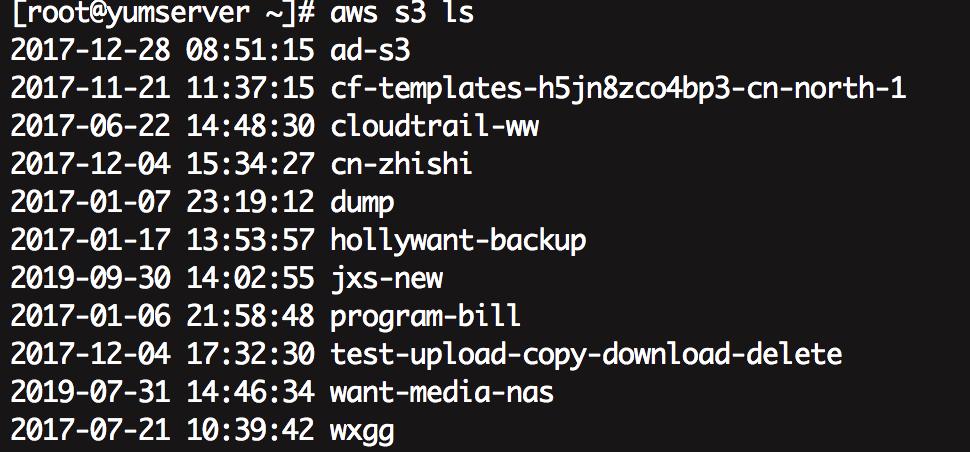 [root@yumserver ~]# aws s3 ls
2017-12-28 08:51:15 ad-s3
2017-11-21 11:37:15 cf-templates-h5jn8zco4bp3-cn-north-1
2017-06-22 14:48:30 cloudtrail-ww
2017-12-04 15:34:27 cn-zhishi
2017-01-07 23:19:12 dump
2017-01-17 13:53:57 hollywant-backup
2019-09-30 14:02:55 jxs-new
2017-01-06 21:58:48 program-bill
2017-12-04 17:32:30 test-upload-copy-download-delete
2019-07-31 14:46:34 want-media-nas
2017-07-21 10:39:42 wxgg